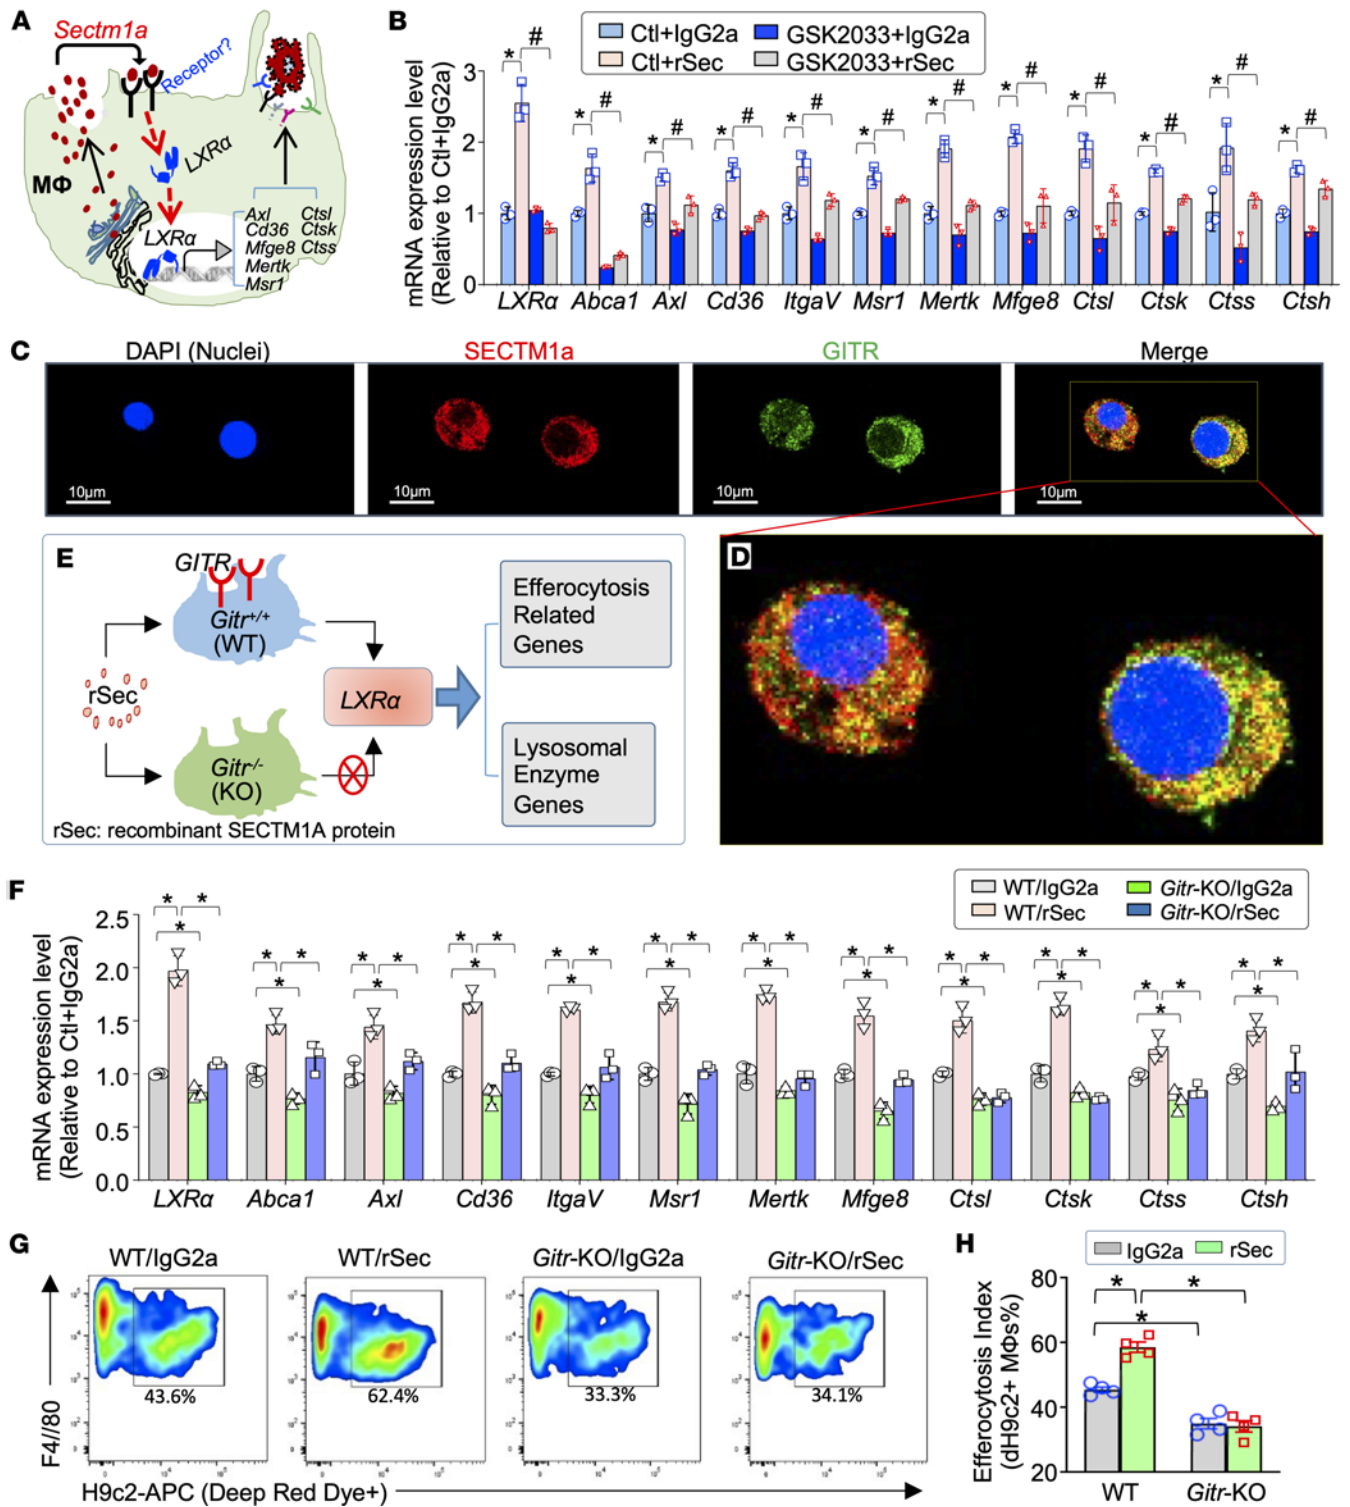 A
Sectm1a
Receptor?
LXRα
MΦ
LXRα
Axl Ctsl
Cd36 Ctsk
Mfge8 Ctss
Mertk
Msr1
B
Ctl+IgG2a GSK2033+IgG2a
Ctl+rSec GSK2033+rSec
mRNA expression level
(Relative to Ctl+IgG2a)
3
2
1
0
* # * # * # * # * # * # * # * # * # * # * # * #
LXRα Abca1 Axl Cd36 ItgaV Msr1 Mertk Mfge8 Ctsl Ctsk Ctss Ctsh
C
DAPI (Nuclei) SECTM1a GITR Merge
10μm 10μm 10μm 10μm
D
E
GITR
Gitr+/+
(WT)
rSec
Gitr-/-
(KO)
LXRα
Efferocytosis
Related
Genes
Lysosomal
Enzyme
Genes
rSec: recombinant SECTM1A protein
F
WT/IgG2a Gitr-KO/IgG2a
WT/rSec Gitr-KO/rSec
mRNA expression level
(Relative to Ctl+IgG2a)
2.5
2.0
1.5
1.0
0.5
0.0
* * * * * * * * * * * * * * * * * * * * * * * * * * * * * * * * * * * *
LXRα Abca1 Axl Cd36 ItgaV Msr1 Mertk Mfge8 Ctsl Ctsk Ctss Ctsh
G
WT/IgG2a WT/rSec Gitr-KO/IgG2a Gitr-KO/rSec
43.6% 62.4% 33.3% 34.1%
F4//80
H9c2-APC (Deep Red Dye+)
H
IgG2a rSec
Efferocytosis Index
(dH9c2+ MΦs%)
80
60
40
20
* * *
WT Gitr-KO